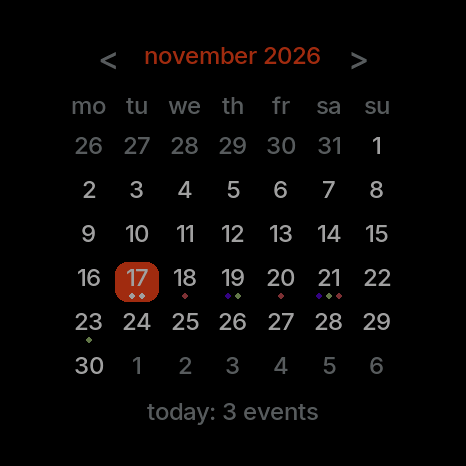 < november 2026 >
mo tu we th fr sa su
26 27 28 29 30 31 1
2 3 4 5 6 7 8
9 10 11 12 13 14 15
16 17 18 19 20 21 22
23 24 25 26 27 28 29
30 1 2 3 4 5 6
today: 3 events